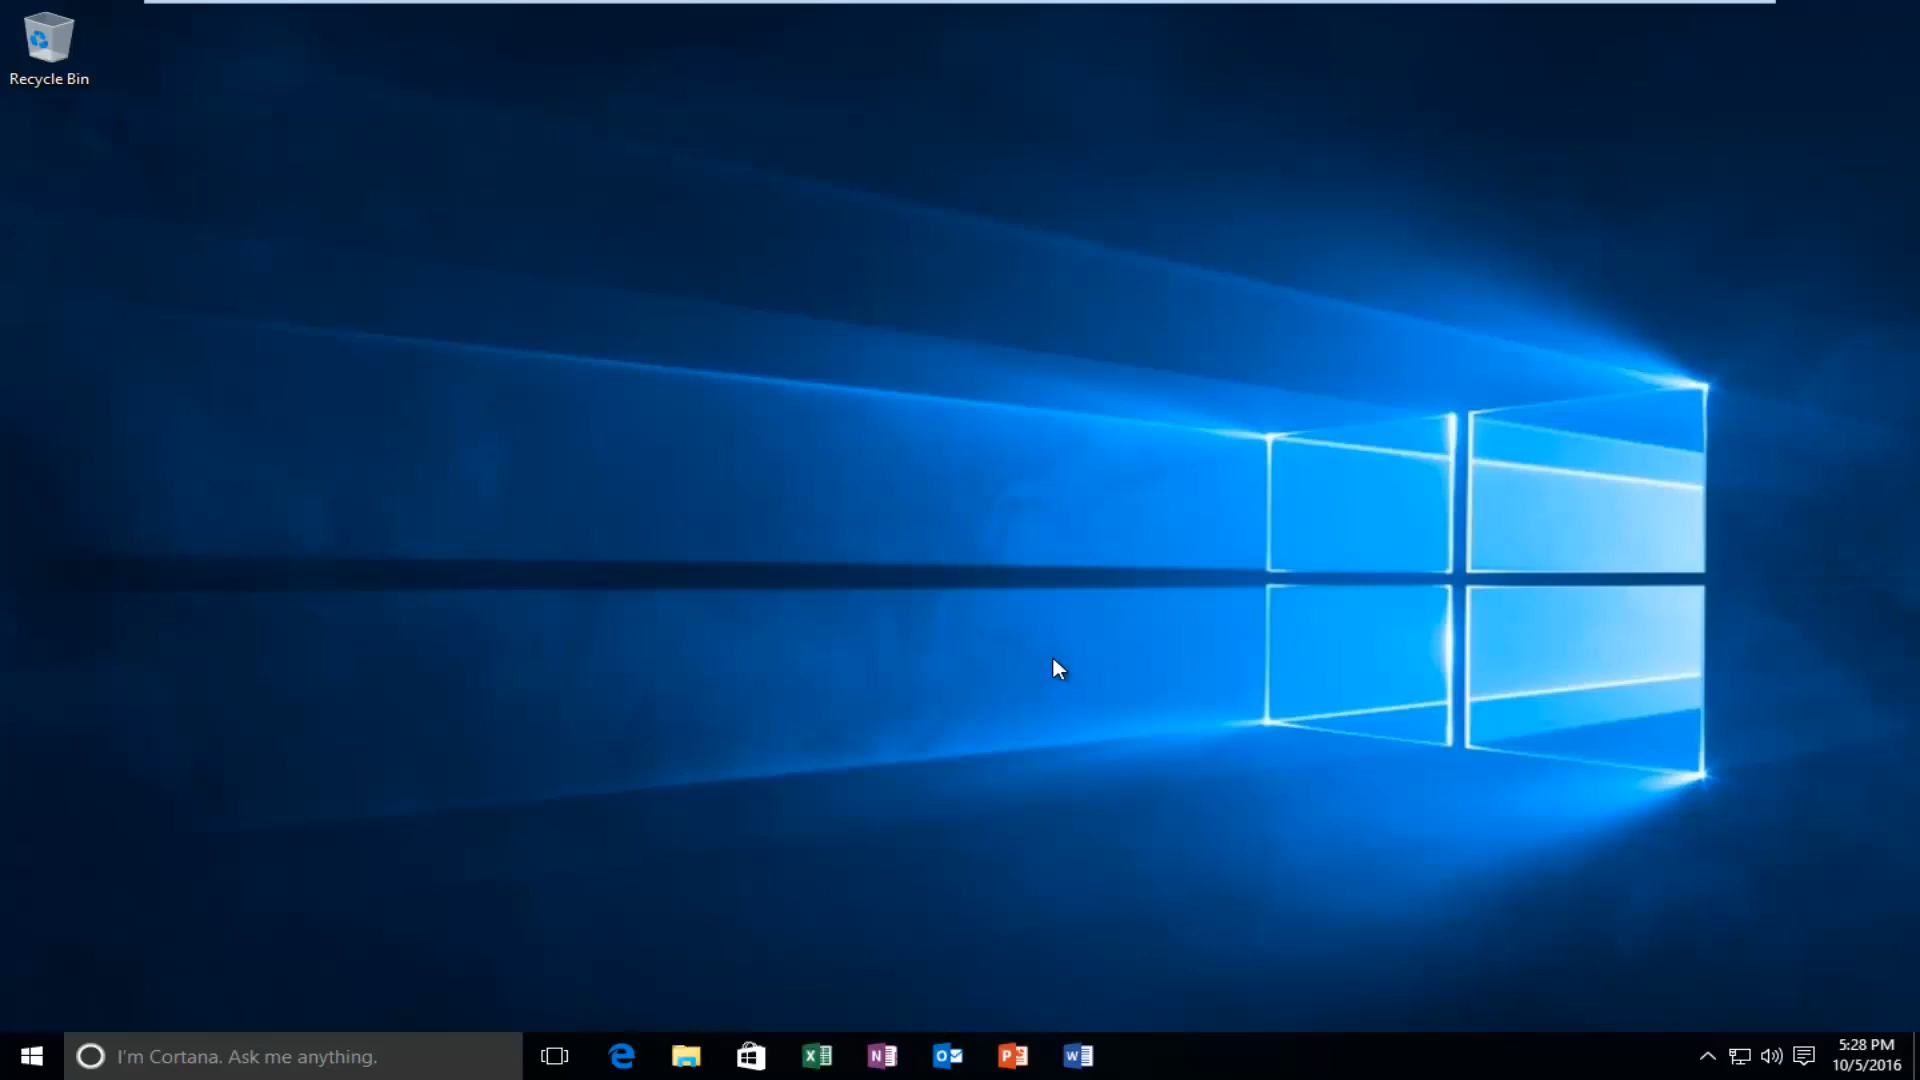 Recycle Bin
I'm Cortana. Ask me anything.
X
N
O
P
W
5:28 PM
10/5/2016